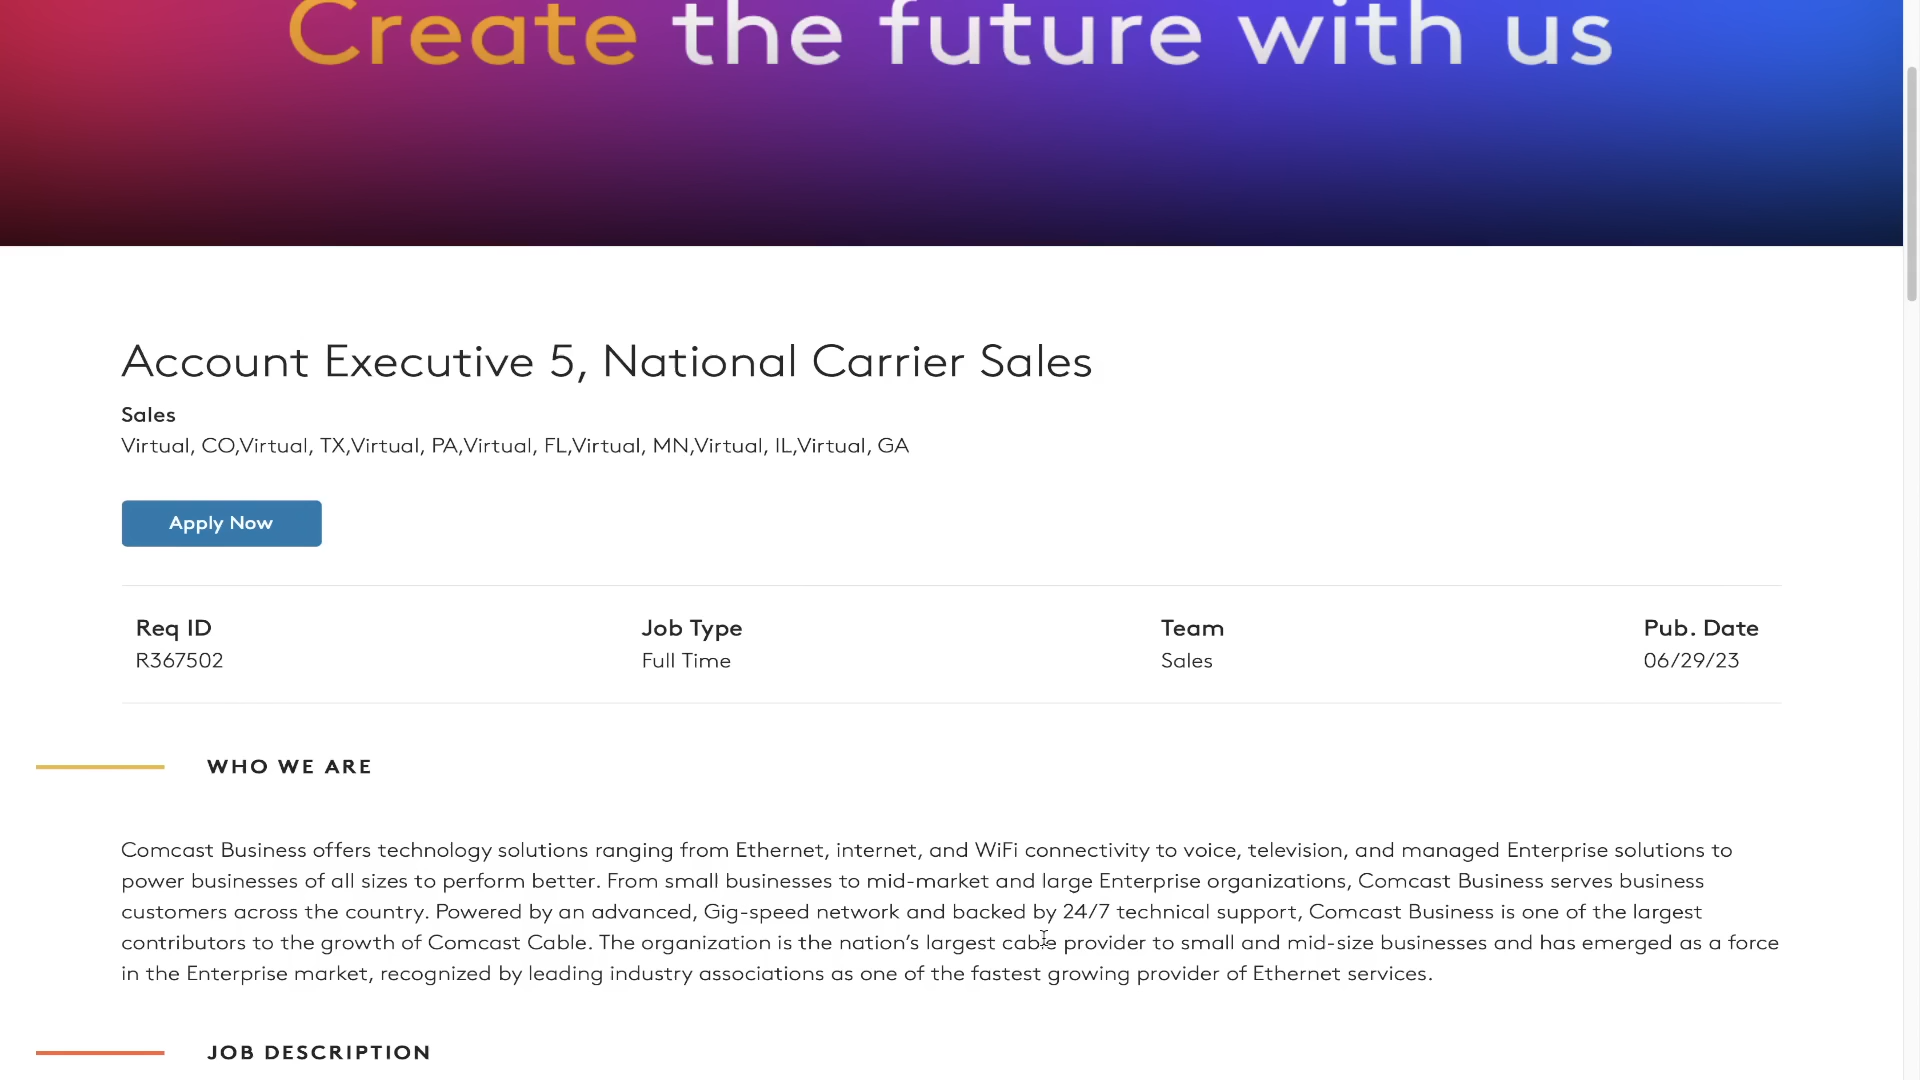 Create the future with us
Account Executive 5, National Carrier Sales
Sales
Virtual, CO,Virtual, TX,Virtual, PA,Virtual, FL,Virtual, MN,Virtual, IL,Virtual, GA
Apply Now
Req ID
R367502
Job Type
Full Time
Team
Sales
Pub. Date
06/29/23
WHO WE ARE
Comcast Business offers technology solutions ranging from Ethernet, internet, and WiFi connectivity to voice, television, and managed Enterprise solutions to
power businesses of all sizes to perform better. From small businesses to mid-market and large Enterprise organizations, Comcast Business serves business
customers across the country. Powered by an advanced, Gig-speed network and backed by 24/7 technical support, Comcast Business is one of the largest
contributors to the growth of Comcast Cable. The organization is the nation’s largest cable provider to small and mid-size businesses and has emerged as a force
in the Enterprise market, recognized by leading industry associations as one of the fastest growing provider of Ethernet services.
JOB DESCRIPTION